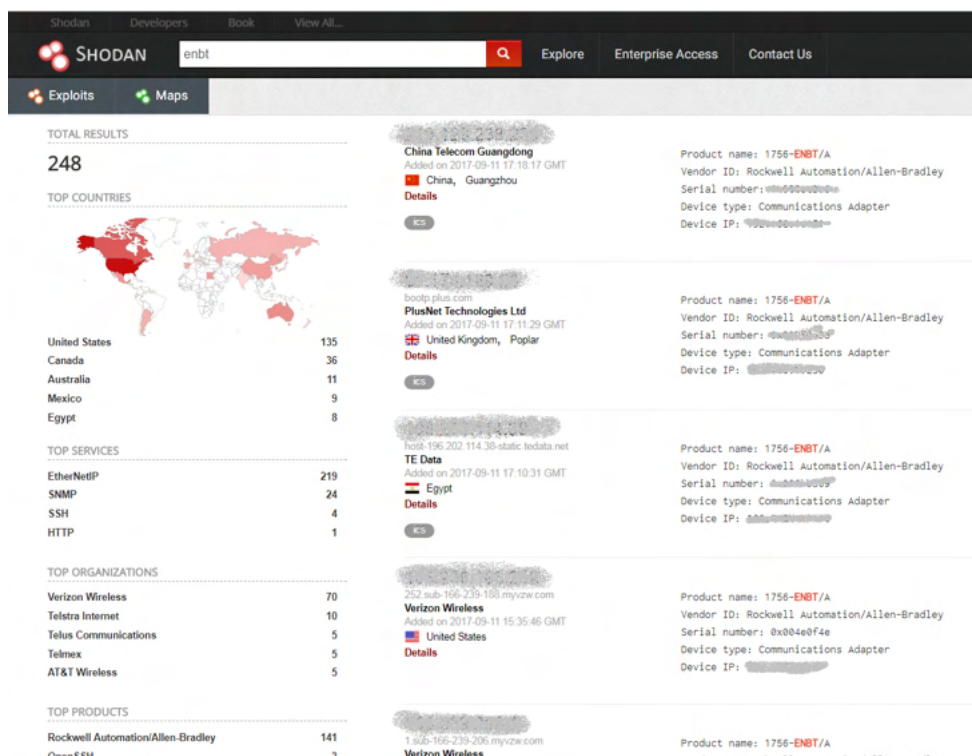 Shodan Developers Book View All...
SHODAN enbt Explore Enterprise Access Contact Us
Exploits Maps
TOTAL RESULTS
248
TOP COUNTRIES
United States 135
Canada 36
Australia 11
Mexico 9
Egypt 8
TOP SERVICES
EtherNetIP 219
SNMP 24
SSH 4
HTTP 1
TOP ORGANIZATIONS
Verizon Wireless 70
Telstra Internet 10
Telus Communications 5
Telmex 5
AT&T Wireless 5
TOP PRODUCTS
Rockwell Automation/Allen-Bradley 141
OpenSSH 2
China Telecom Guangdong
Added on 2017-09-11 17:18:17 GMT
China, Guangzhou
Details
ICS
Product name: 1756-ENBT/A
Vendor ID: Rockwell Automation/Allen-Bradley
Serial number:
Device type: Communications Adapter
Device IP:
bootp.plus.com
PlusNet Technologies Ltd
Added on 2017-09-11 17:11:29 GMT
United Kingdom, Poplar
Details
ICS
Product name: 1756-ENBT/A
Vendor ID: Rockwell Automation/Allen-Bradley
Serial number:
Device type: Communications Adapter
Device IP:
host-196.202.114.38-static.tedata.net
TE Data
Added on 2017-09-11 17:10:31 GMT
Egypt
Details
ICS
Product name: 1756-ENBT/A
Vendor ID: Rockwell Automation/Allen-Bradley
Serial number:
Device type: Communications Adapter
Device IP:
252.sub-166-239-188.myvzw.com
Verizon Wireless
Added on 2017-09-11 15:35:46 GMT
United States
Details
Product name: 1756-ENBT/A
Vendor ID: Rockwell Automation/Allen-Bradley
Serial number: 0x004e0f4e
Device type: Communications Adapter
Device IP:
1.sub-166-239-206.myvzw.com
Verizon Wireless
Product name: 1756-ENBT/A